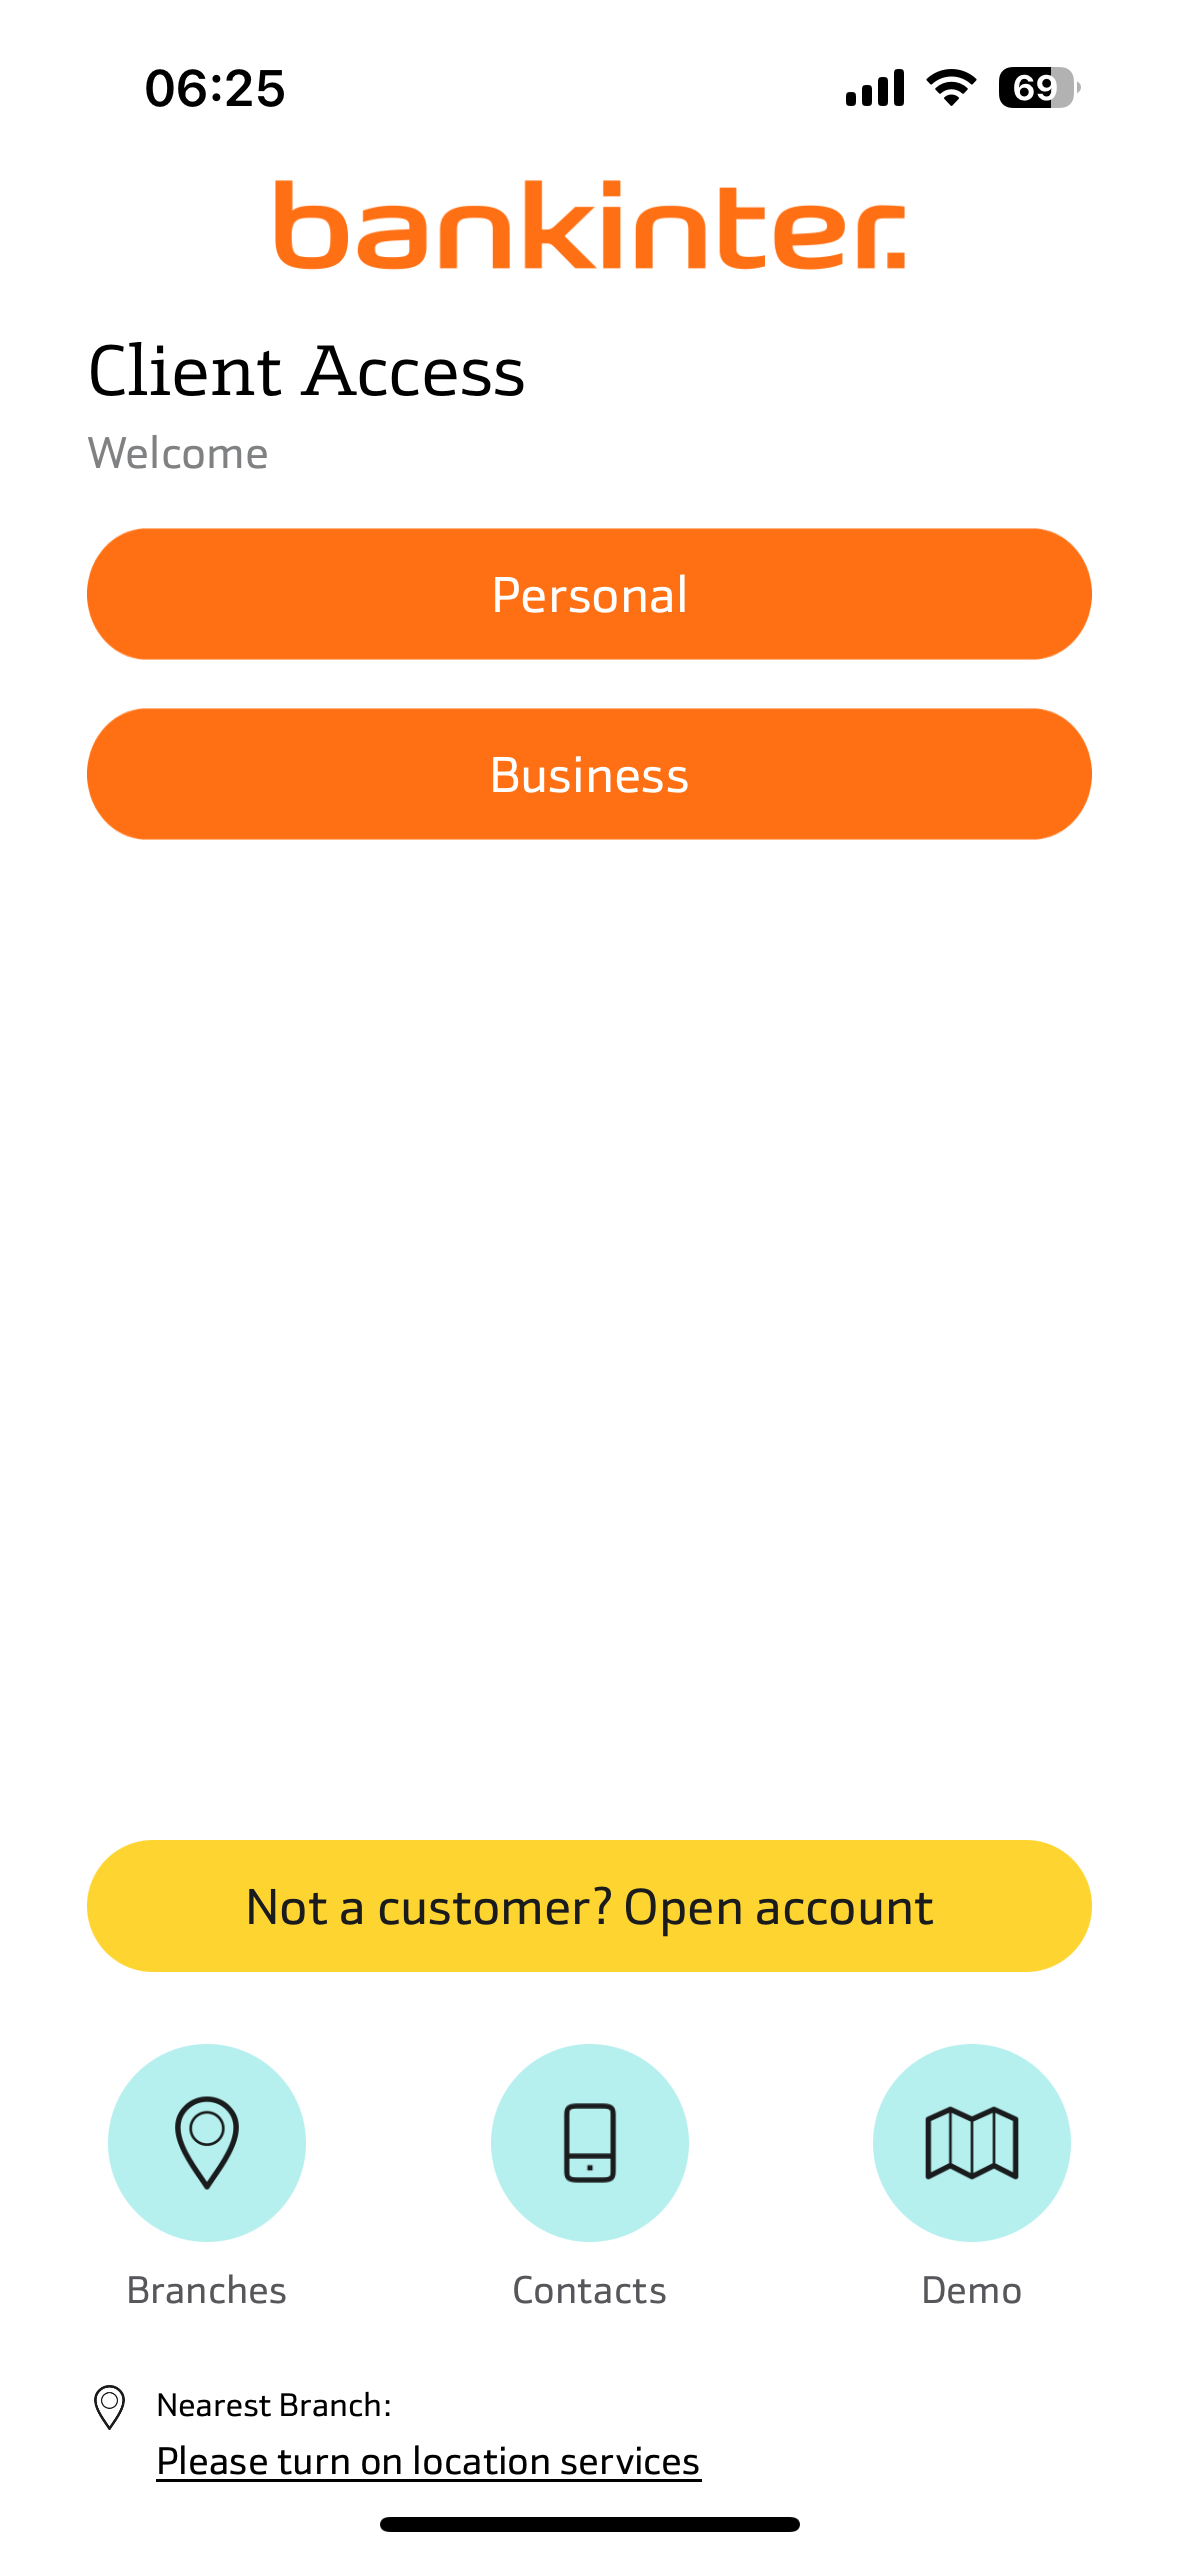 06:25
69
bankinter.
Client Access
Welcome
Personal
Business
Not a customer? Open account
Branches
Contacts
Demo
Nearest Branch:
Please turn on location services